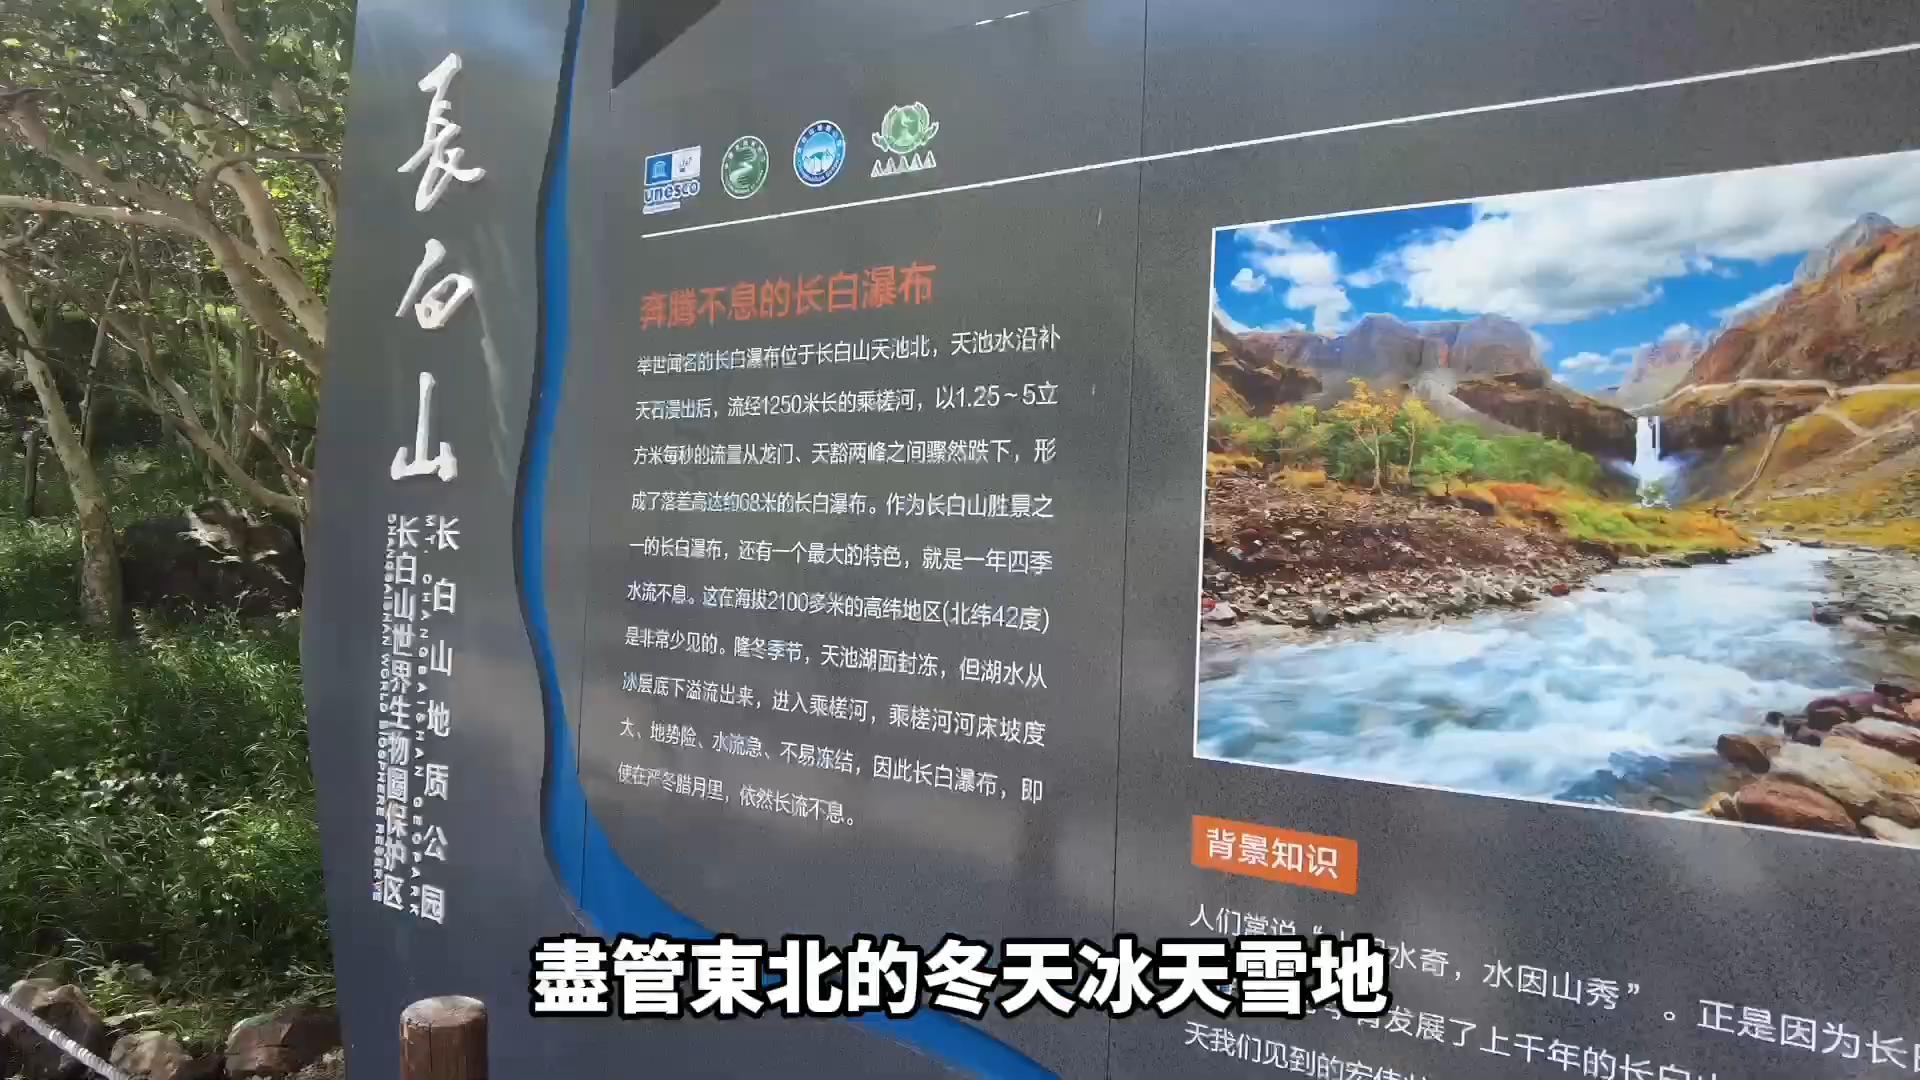 長白山
长白山地质公园
MT. CHANGBAISHAN GEOPARK
长白山世界生物圈保护区
CHANGBAISHAN WORLD BIOSPHERE RESERVE
unesco
奔腾不息的长白瀑布
举世闻名的长白瀑布位于长白山天池北，天池水沿补
天石漫出后，流经1250米长的乘槎河，以1.25～5立
方米每秒的流量从龙门、天豁两峰之间骤然跌下，形
成了落差高达约68米的长白瀑布。作为长白山胜景之
一的长白瀑布，还有一个最大的特色，就是一年四季
水流不息。这在海拔2100多米的高纬地区(北纬42度)
是非常少见的。隆冬季节，天池湖面封冻，但湖水从
冰层底下溢流出来，进入乘槎河，乘槎河河床坡度
大、地势险、水流急、不易冻结，因此长白瀑布，即
使在严冬腊月里，依然长流不息。
背景知识
人们常说“
水奇，水因山秀”。正是因为长
发展了上千年的长白山
天我们见到的宏伟
盡管東北的冬天冰天雪地